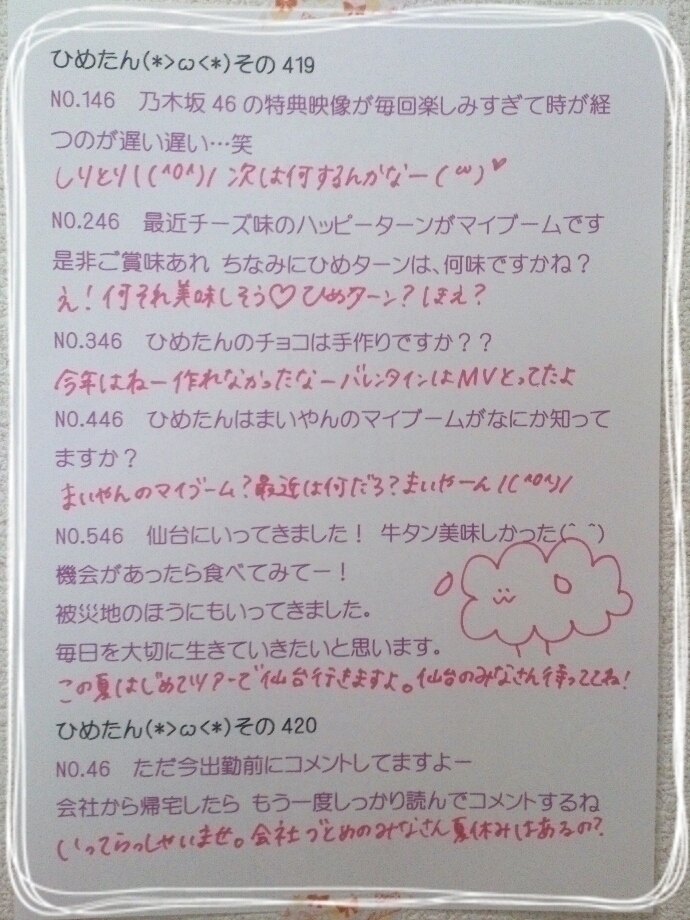 ひめたん(*>ω<*)その419
NO.146　乃木坂46の特典映像が毎回楽しみすぎて時が経
つのが遅い遅い…笑
しりとり\(^o^)/ 次は何するんかなー(´ω`)♥
NO.246　最近チーズ味のハッピーターンがマイブームです
是非ご賞味あれ ちなみにひめターンは、何味ですかね？
え！何それ美味しそう♡ひめターン？ほえ？
NO.346　ひめたんのチョコは手作りですか？？
今年はねー作れなかったなーバレンタインはMVとってたよ
NO.446　ひめたんはまいやんのマイブームがなにか知って
ますか？
まいやんのマイブーム？最近は何だろ？まいやーん\(^o^)/
NO.546　仙台にいってきました！ 牛タン美味しかった(^ ^)
機会があったら食べてみてー！
被災地のほうにもいってきました。
毎日を大切に生きていきたいと思います。
この夏はじめてツアーで仙台行きますよ。仙台のみなさん待っててね！
ひめたん(*>ω<*)その420
NO.46　ただ今出勤前にコメントしてますよー
会社から帰宅したら もう一度しっかり読んでコメントするね
いってらっしゃいませ。会社づとめのみなさん夏休みはあるの？